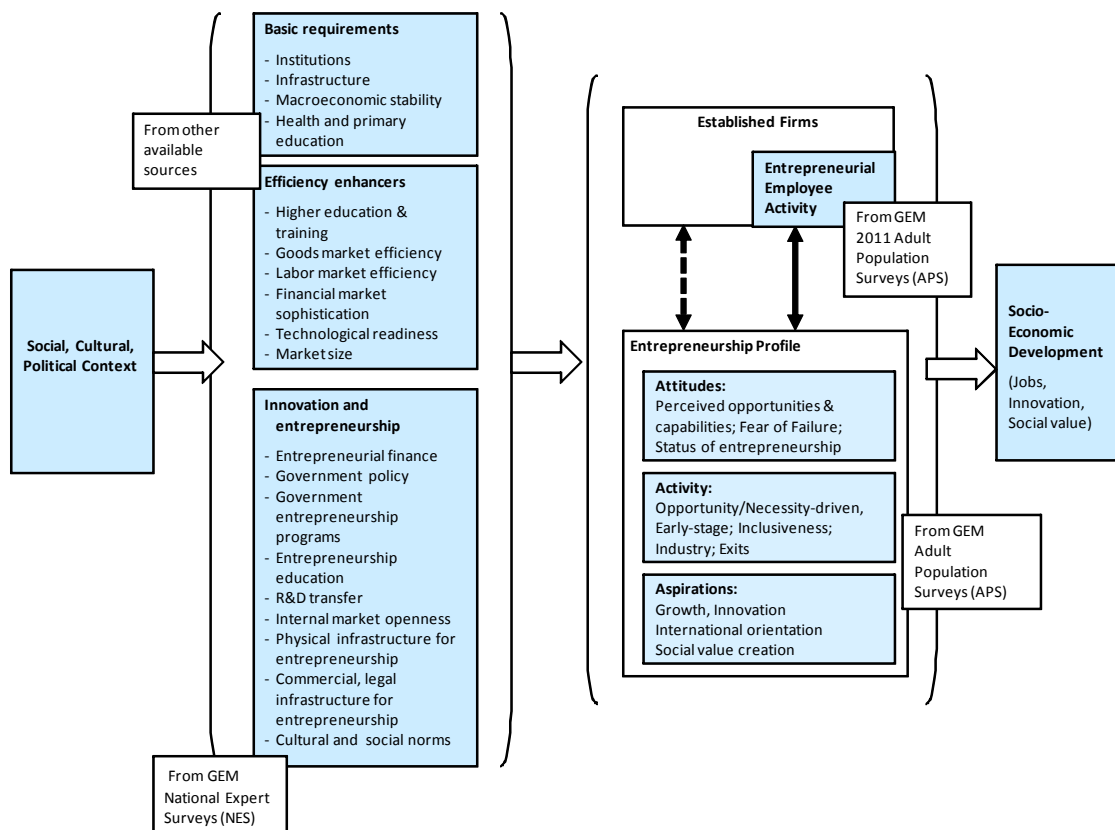 Social, Cultural,
Political Context
Basic requirements
- Institutions
- Infrastructure
- Macroeconomic stability
- Health and primary
education
From other
available
sources
Efficiency enhancers
- Higher education &
training
- Goods market efficiency
- Labor market efficiency
- Financial market
sophistication
- Technological readiness
- Market size
Innovation and
entrepreneurship
- Entrepreneurial finance
- Government policy
- Government
entrepreneurship
programs
- Entrepreneurship
education
- R&D transfer
- Internal market openness
- Physical infrastructure for
entrepreneurship
- Commercial, legal
infrastructure for
entrepreneurship
- Cultural and social norms
From GEM
National Expert
Surveys (NES)
Established Firms
Entrepreneurial
Employee
Activity
From GEM
2011 Adult
Population
Surveys (APS)
Entrepreneurship Profile
Attitudes:
Perceived opportunities &
capabilities; Fear of Failure;
Status of entrepreneurship
Activity:
Opportunity/Necessity-driven,
Early-stage; Inclusiveness;
Industry; Exits
Aspirations:
Growth, Innovation
International orientation
Social value creation
From GEM
Adult
Population
Surveys (APS)
Socio-
Economic
Development
(Jobs,
Innovation,
Social value)